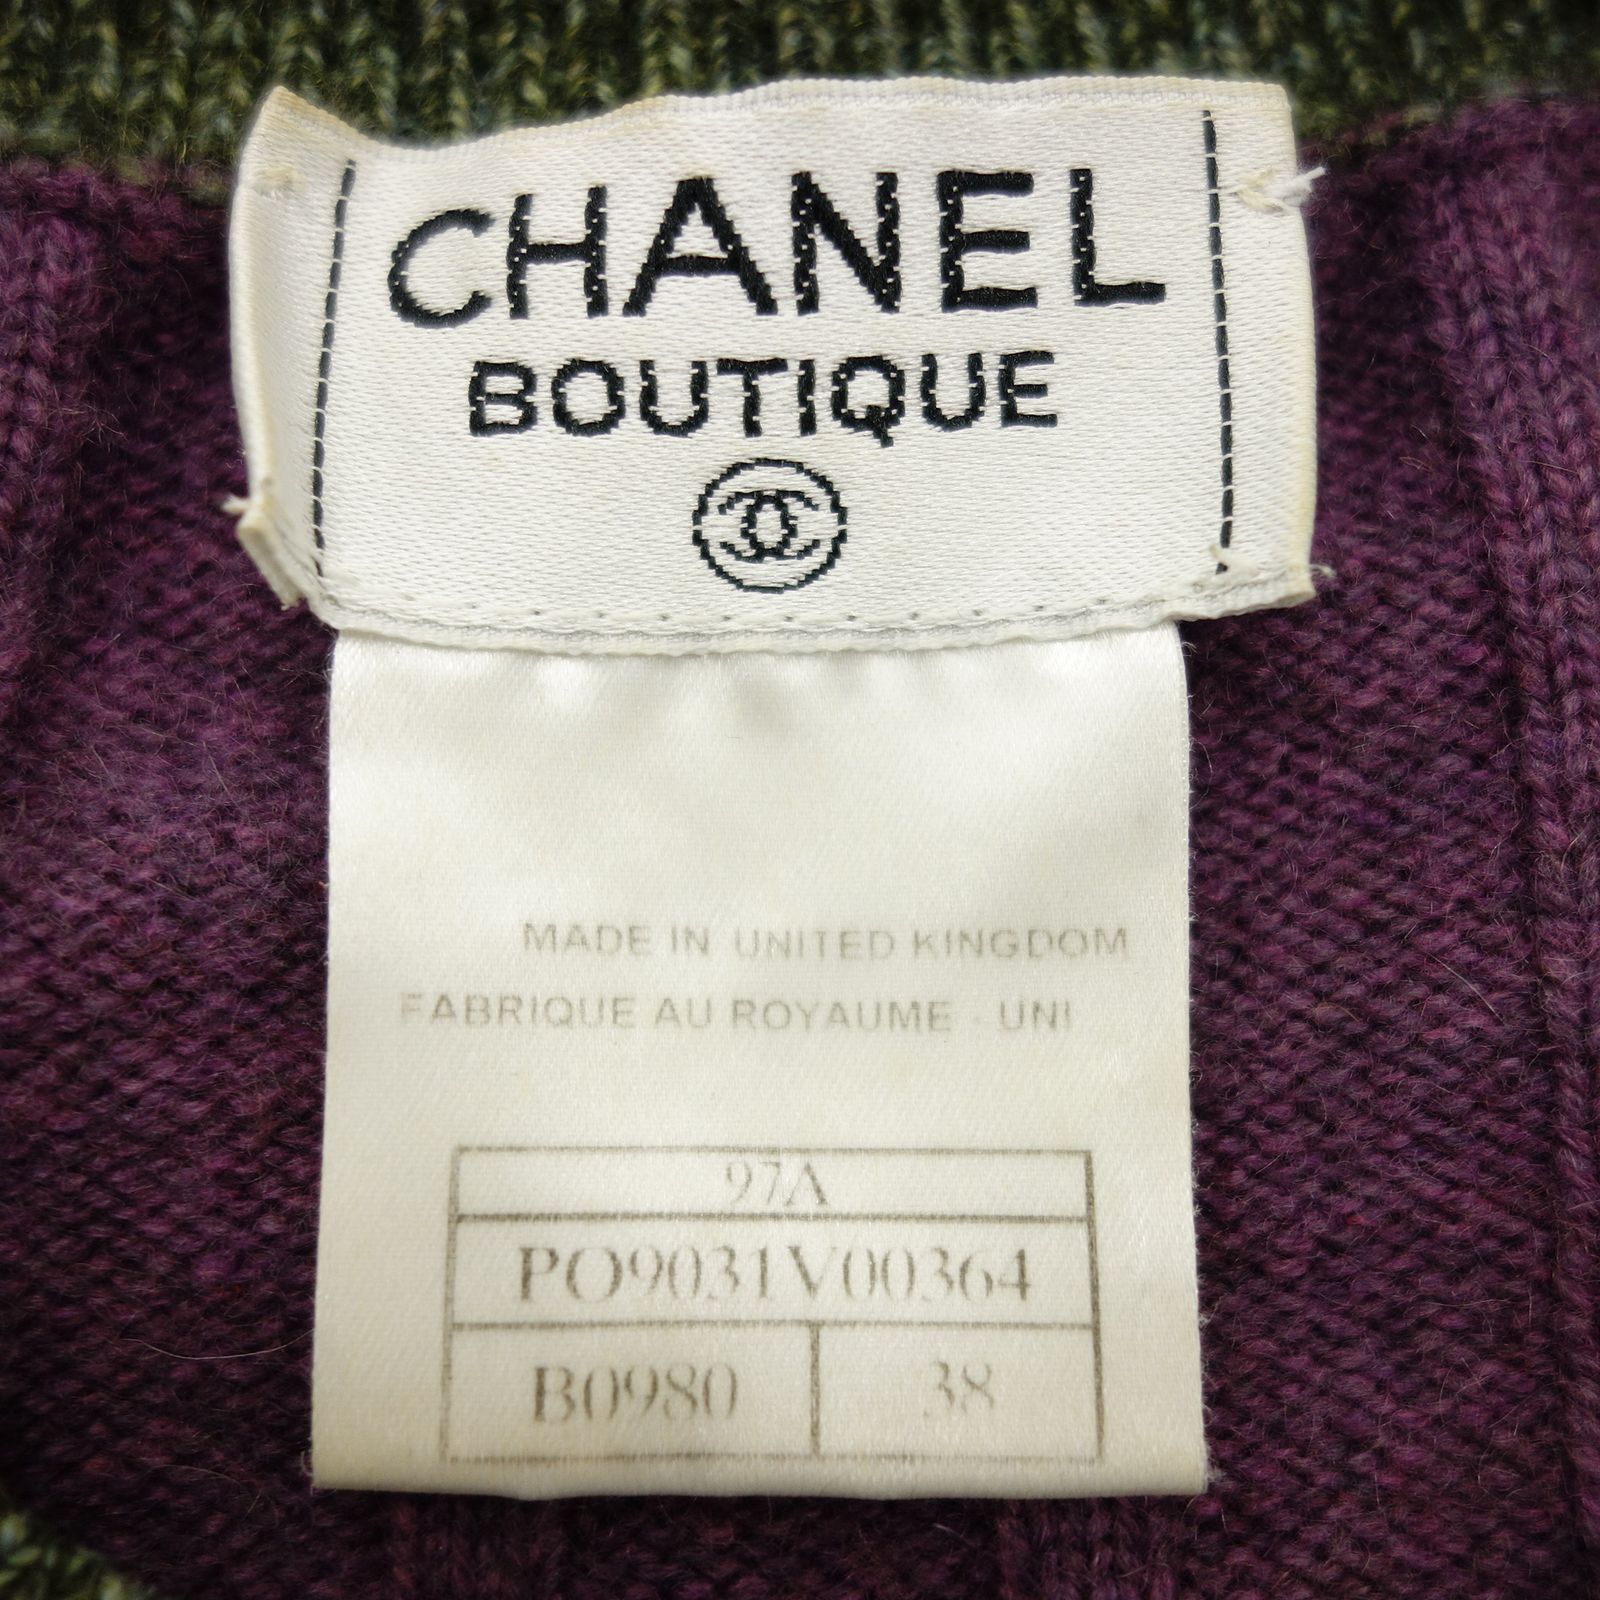 CHANEL
BOUTIQUE
MADE IN UNITED KINGDOM
FABRIQUE AU ROYAUME - UNI
97A
PO9031V00364
B0980 38